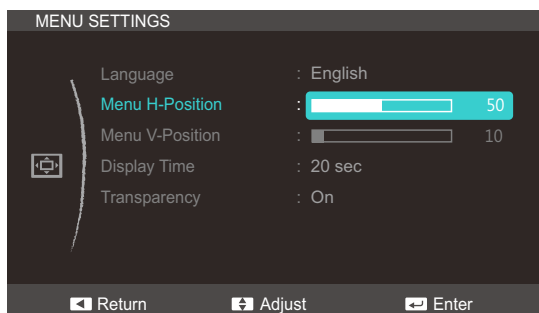 MENU SETTINGS
Language : English
Menu H-Position : 50
Menu V-Position : 10
Display Time : 20 sec
Transparency : On
Return Adjust Enter